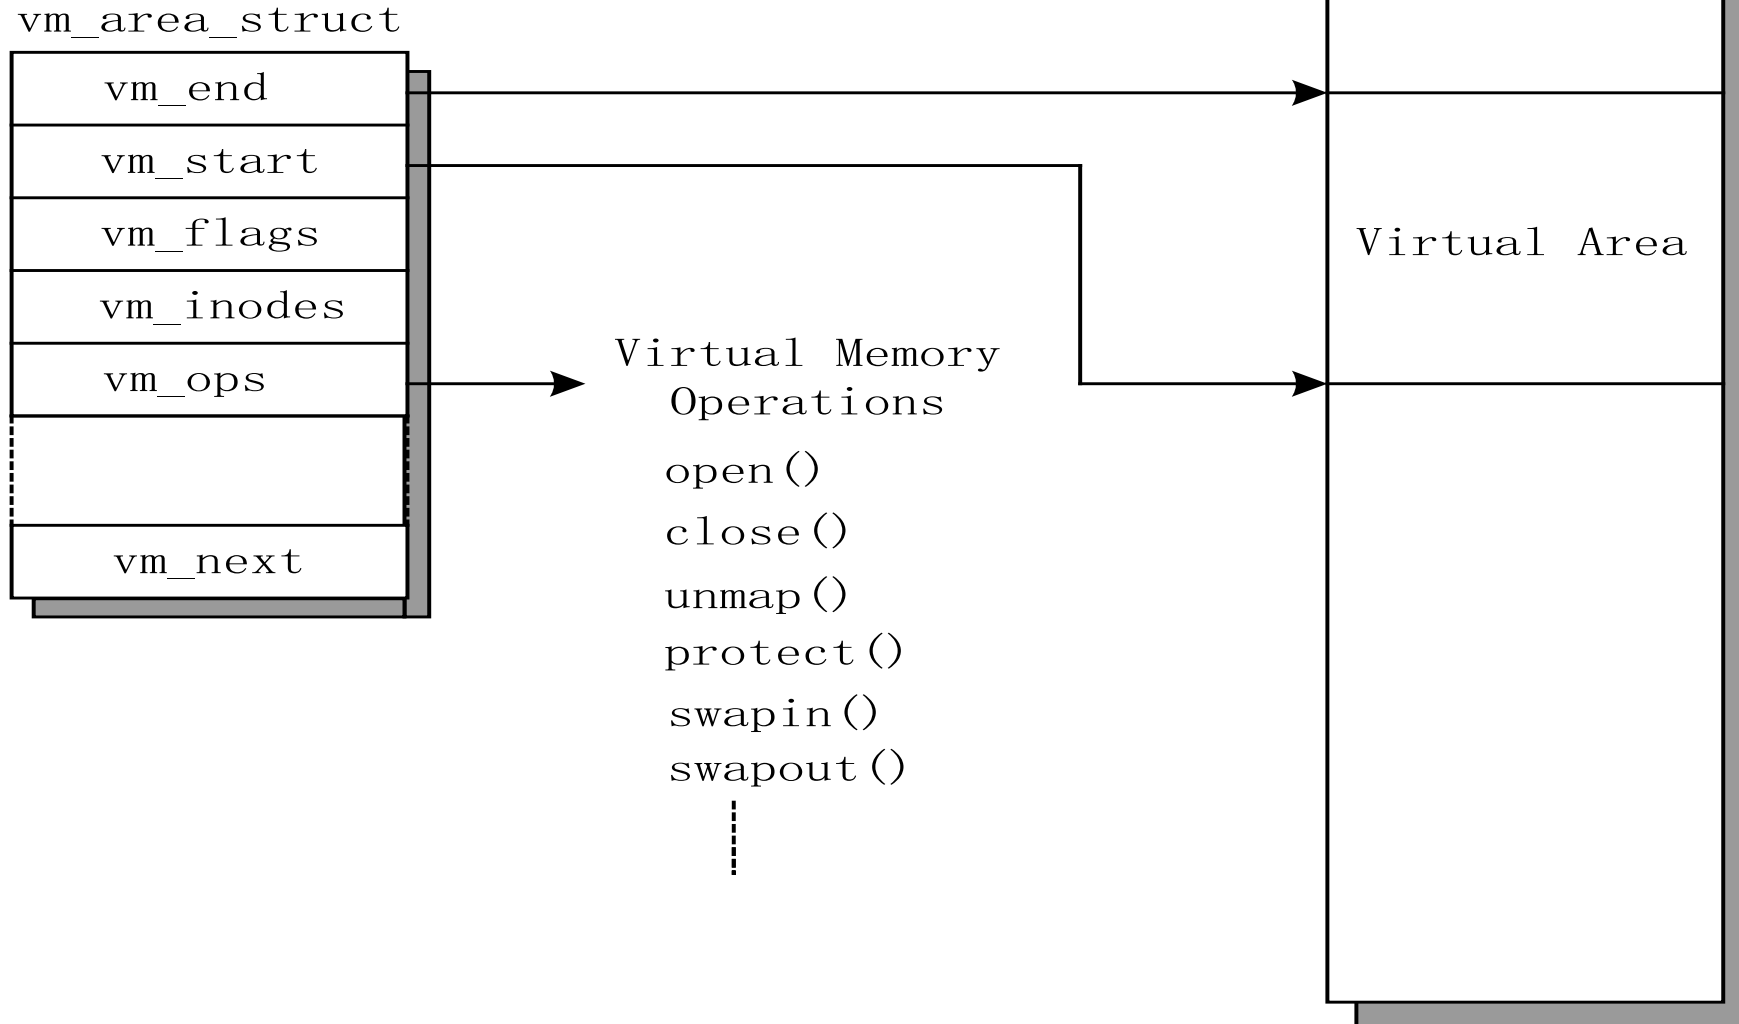 vm_area_struct
vm_end
vm_start
vm_flags
vm_inodes
vm_ops
vm_next
Virtual Memory
Operations
open()
close()
unmap()
protect()
swapin()
swapout()
Virtual Area